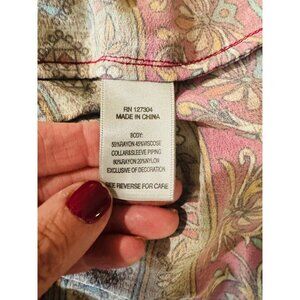 RN 127304
MADE IN CHINA
BODY:
55%RAYON 45%VISCOSE
COLLAR&SLEEVE PIPING
80%RAYON 20%NYLON
EXCLUSIVE OF DECORATION
SEE REVERSE FOR CARE